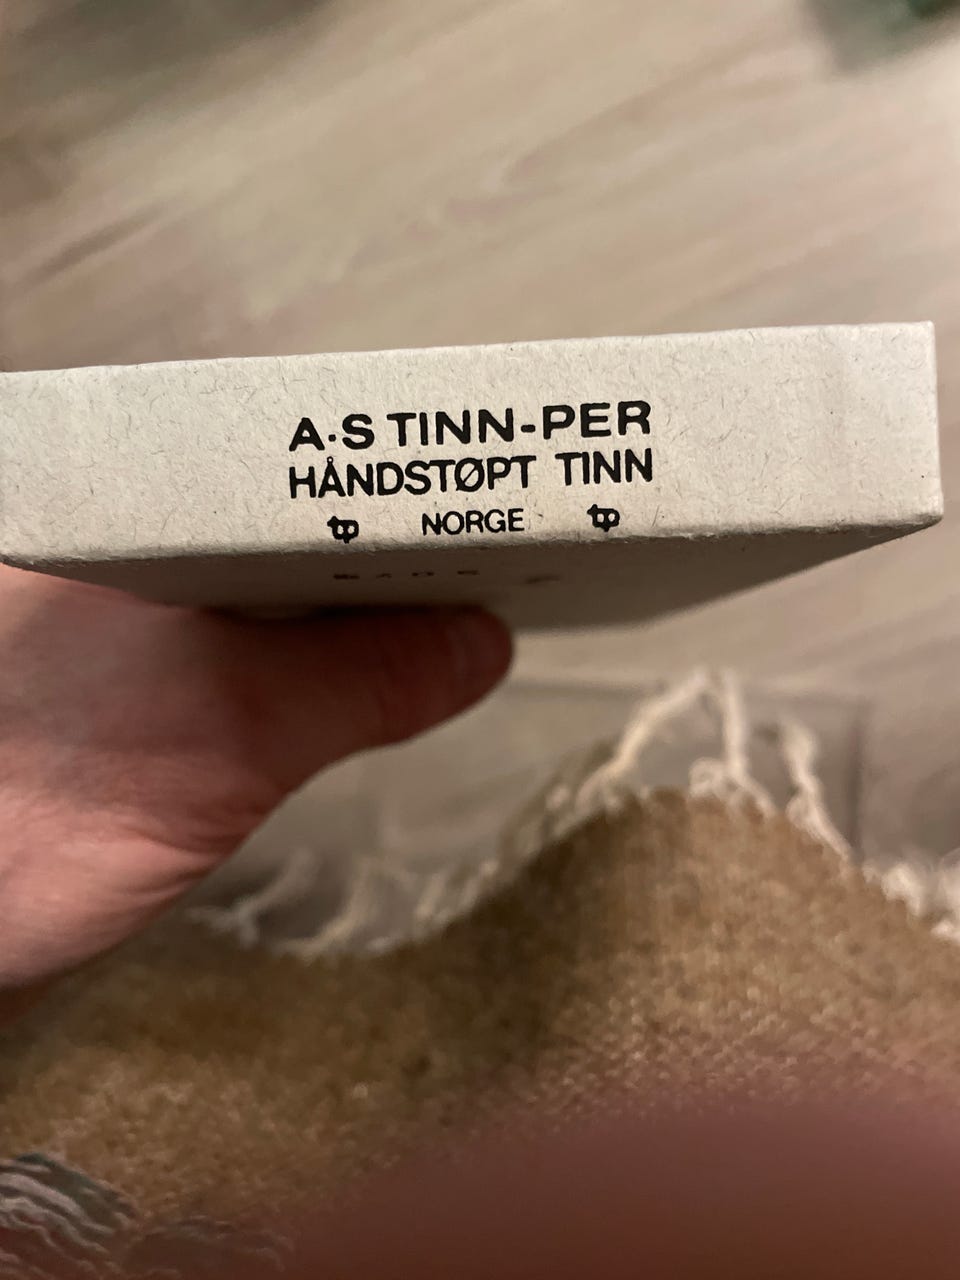 A·S TINN-PER
HÅNDSTØPT TINN
tp NORGE tp